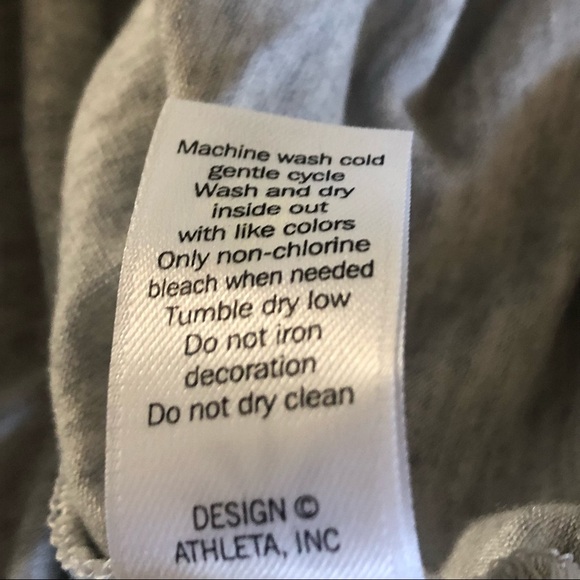 Machine wash cold
gentle cycle
Wash and dry
inside out
with like colors
Only non-chlorine
bleach when needed
Tumble dry low
Do not iron
decoration
Do not dry clean
DESIGN ©
ATHLETA, INC